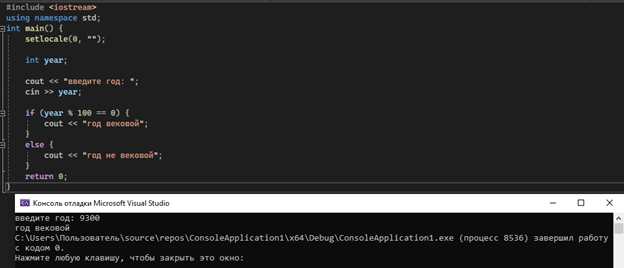 #include <iostream>
using namespace std;
int main() {
setlocale(0, "");
int year;
cout << "введите год: ";
cin >> year;
if (year % 100 == 0) {
cout << "год вековой";
}
else {
cout << "год не вековой";
}
return 0;
}
Консоль отладки Microsoft Visual Studio
введите год: 9300
год вековой
C:\Users\Пользователь\source\repos\ConsoleApplication1\x64\Debug\ConsoleApplication1.exe (процесс 8536) завершил работу
с кодом 0.
Нажмите любую клавишу, чтобы закрыть это окно: